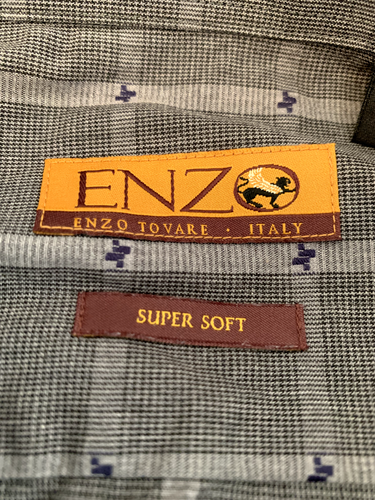 ENZO
ENZO TOVARE · ITALY
SUPER SOFT